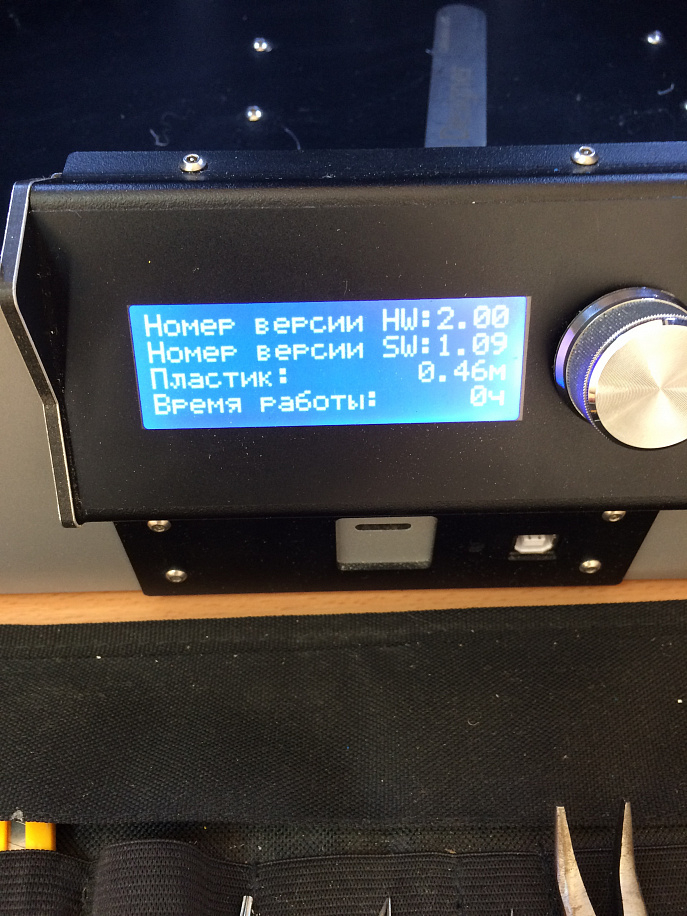 Номер версии HW:2.00
Номер версии SW:1.09
Пластик: 0.46м
Время работы: 0ч